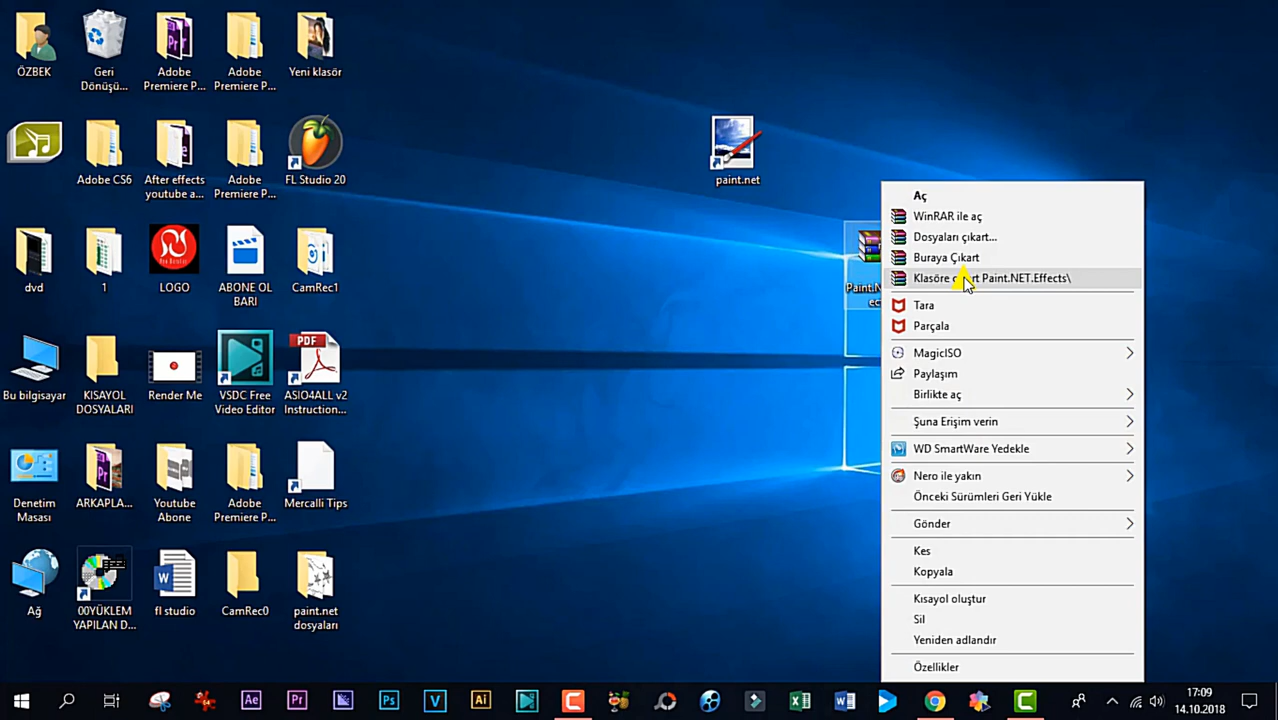 ÖZBEK
Geri
Dönüşü...
Adobe
Premiere P...
Adobe
Premiere P...
Yeni klasör
Adobe CS6
After effects
youtube a...
Adobe
Premiere P...
FL Studio 20
paint.net
dvd
1
LOGO
ABONE OL
BARI
CamRec1
Bu bilgisayar
KISAYOL
DOSYALARI
Render Me
VSDC Free
Video Editor
PDF
ASIO4ALL v2
Instruction...
Denetim
Masası
ARKAPLA...
Youtube
Abone
Adobe
Premiere P...
Mercalli Tips
Ağ
00YÜKLEM
YAPILAN D...
fl studio
CamRec0
paint.net
dosyaları
Aç
WinRAR ile aç
Dosyaları çıkart...
Buraya Çıkart
Klasöre Paint.NET.Effects\
Tara
Parçala
MagicISO
Paylaşım
Birlikte aç
Şuna Erişim verin
WD SmartWare Yedekle
Nero ile yakın
Önceki Sürümleri Geri Yükle
Gönder
Kes
Kopyala
Kısayol oluştur
Sil
Yeniden adlandır
Özellikler
Ae
Pr
Ps
V
Ai
17:09
14.10.2018